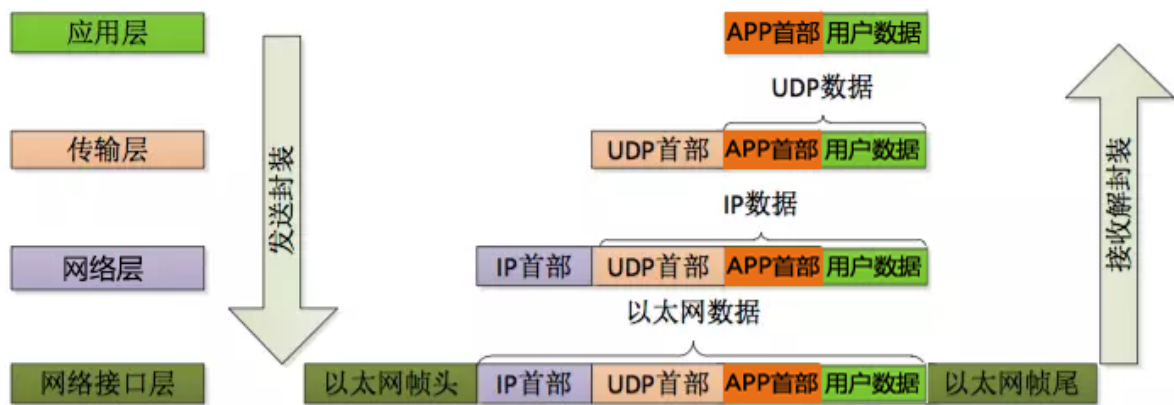 应用层
APP首部 用户数据
UDP数据
传输层
UDP首部 APP首部 用户数据
发送封装
接收解封装
IP数据
网络层
IP首部 UDP首部 APP首部 用户数据
以太网数据
网络接口层
以太网帧头 IP首部 UDP首部 APP首部 用户数据 以太网帧尾